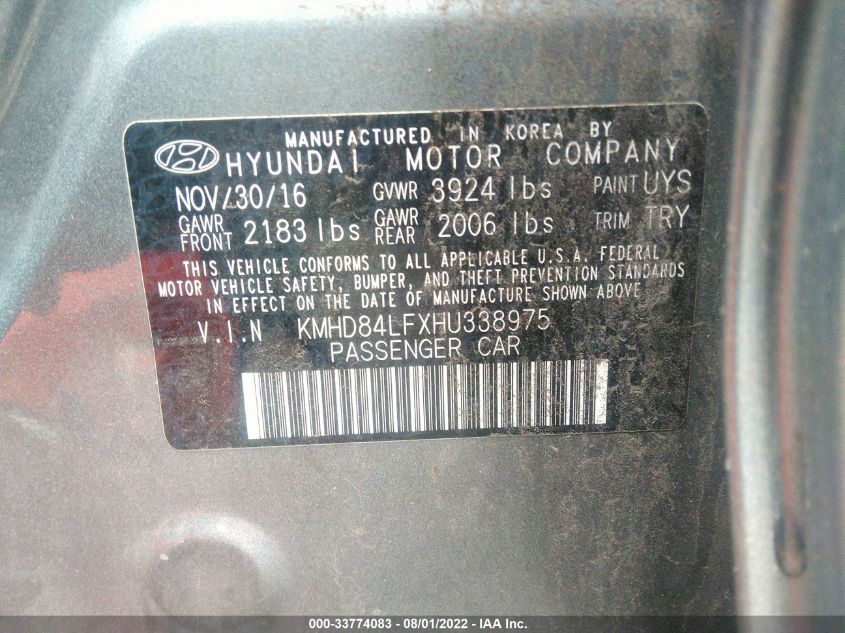 MANUFACTURED IN KOREA BY
HYUNDAI MOTOR COMPANY
NOV/30/16 GVWR 3924 lbs PAINT UYS
GAWR FRONT 2183 lbs GAWR REAR 2006 lbs TRIM TRY
THIS VEHICLE CONFORMS TO ALL APPLICABLE U.S.A. FEDERAL
MOTOR VEHICLE SAFETY, BUMPER, AND THEFT PREVENTION STANDARDS
IN EFFECT ON THE DATE OF MANUFACTURE SHOWN ABOVE
V.I.N KMHD84LFXHU338975
PASSENGER CAR
000-33774083 - 08/01/2022 - IAA Inc.